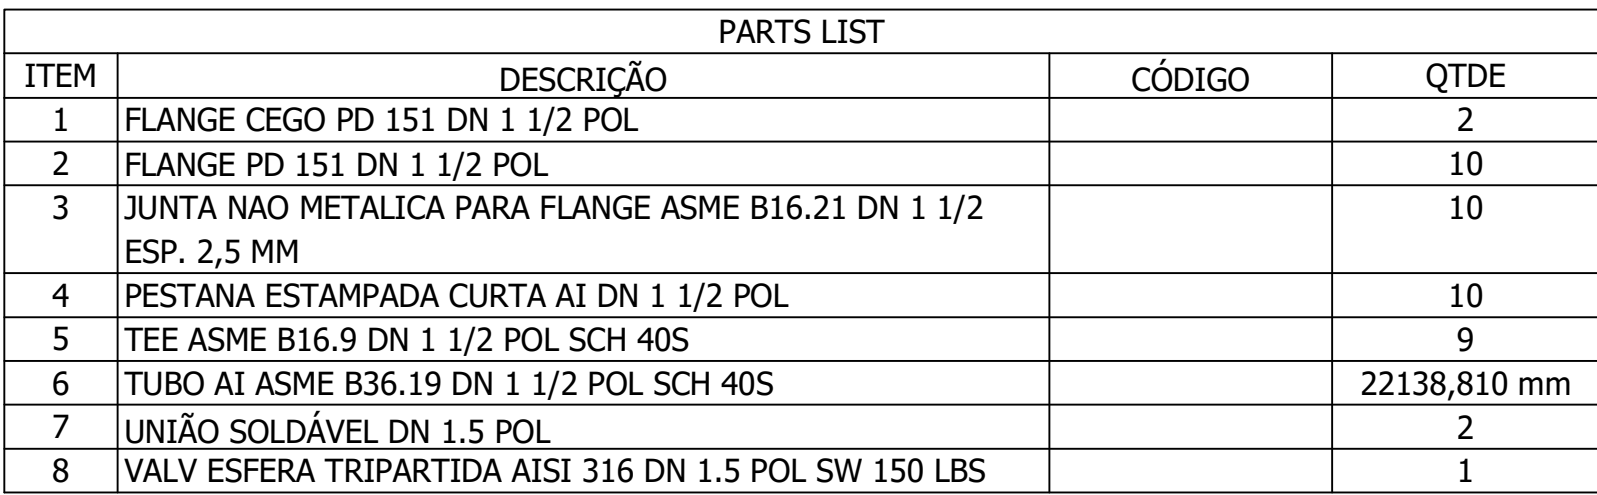 PARTS LIST
ITEM DESCRIÇÃO CÓDIGO QTDE
1 FLANGE CEGO PD 151 DN 1 1/2 POL 2
2 FLANGE PD 151 DN 1 1/2 POL 10
3 JUNTA NAO METALICA PARA FLANGE ASME B16.21 DN 1 1/2 10
ESP. 2,5 MM
4 PESTANA ESTAMPADA CURTA AI DN 1 1/2 POL 10
5 TEE ASME B16.9 DN 1 1/2 POL SCH 40S 9
6 TUBO AI ASME B36.19 DN 1 1/2 POL SCH 40S 22138,810 mm
7 UNIÃO SOLDÁVEL DN 1.5 POL 2
8 VALV ESFERA TRIPARTIDA AISI 316 DN 1.5 POL SW 150 LBS 1